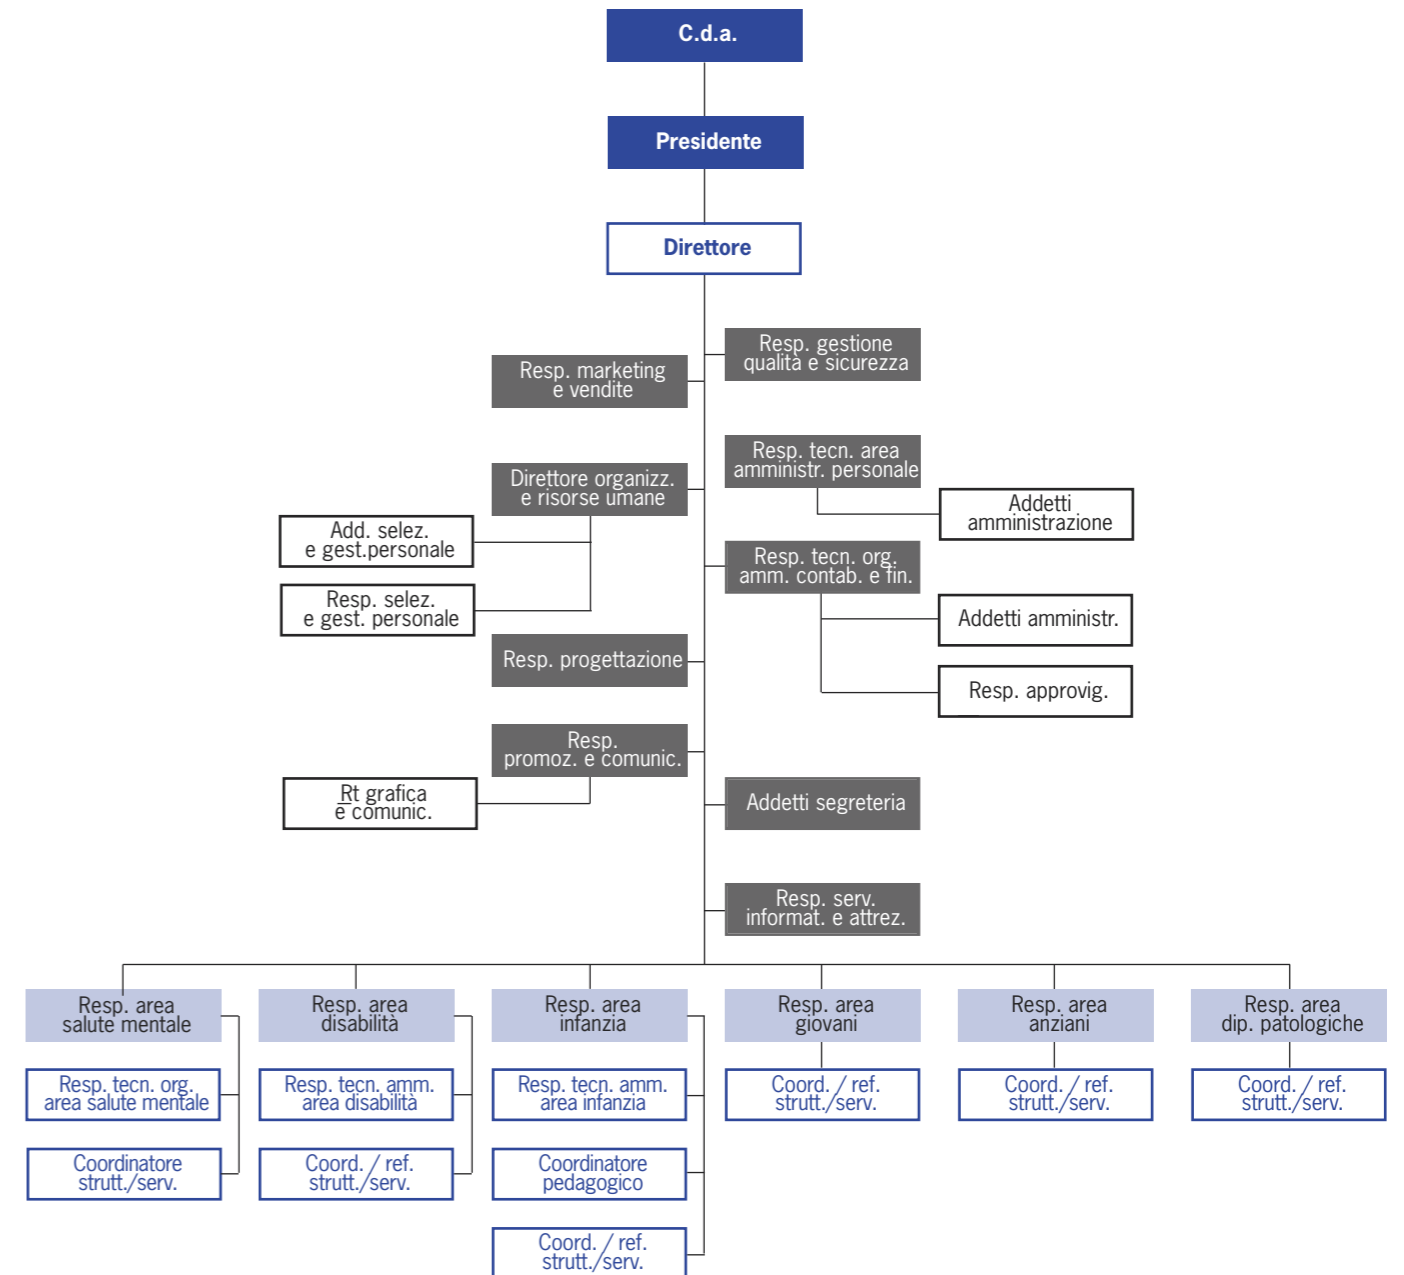 C.d.a.
Presidente
Direttore
Resp. gestione
qualità e sicurezza
Resp. marketing
e vendite
Resp. tecn. area
amministr. personale
Direttore organizz.
e risorse umane
Addetti
amministrazione
Add. selez.
e gest.personale
Resp. tecn. org.
amm. contab. e fin.
Resp. selez.
e gest. personale
Addetti amministr.
Resp. progettazione
Resp. approvig.
Resp.
promoz. e comunic.
Rt grafica
e comunic.
Addetti segreteria
Resp. serv.
informat. e attrez.
Resp. area
salute mentale
Resp. area
disabilità
Resp. area
infanzia
Resp. area
giovani
Resp. area
anziani
Resp. area
dip. patologiche
Resp. tecn. org.
area salute mentale
Resp. tecn. amm.
area disabilità
Resp. tecn. amm.
area infanzia
Coord. / ref.
strutt./serv.
Coord. / ref.
strutt./serv.
Coord. / ref.
strutt./serv.
Coordinatore
strutt./serv.
Coord. / ref.
strutt./serv.
Coordinatore
pedagogico
Coord. / ref.
strutt./serv.